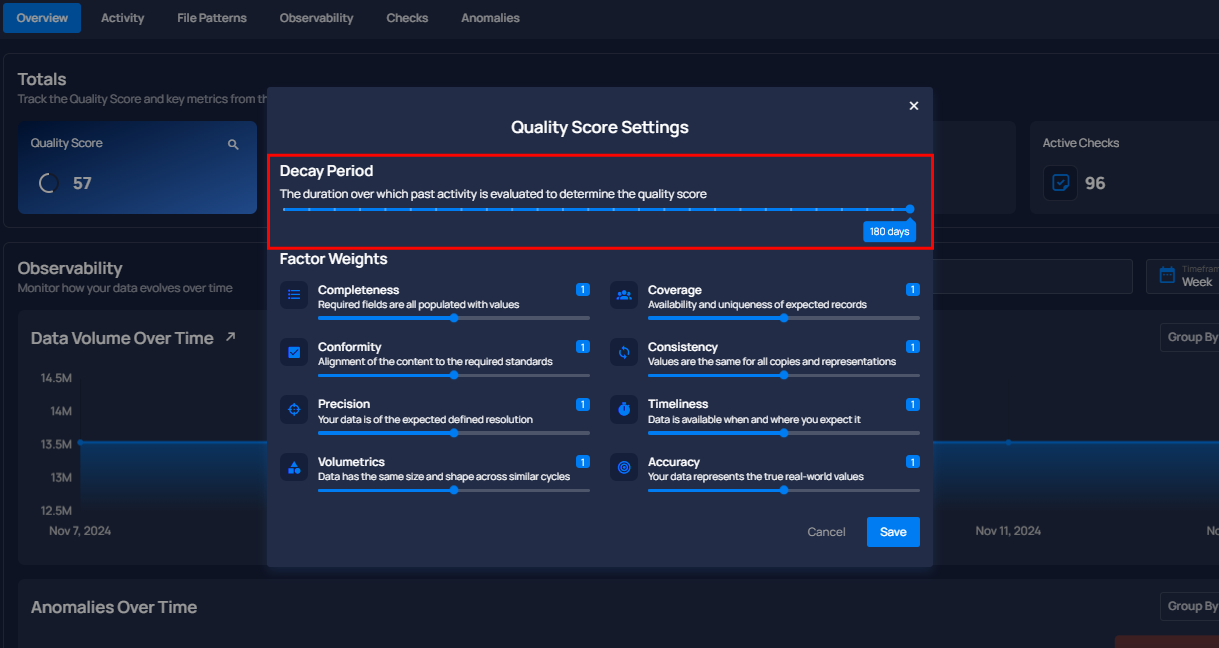 Overview Activity File Patterns Observability Checks Anomalies
Totals
Track the Quality Score and key metrics from
Quality Score
57
Active Checks
96
Observability
Monitor how your data evolves over time
Week
Data Volume Over Time
Group By
14.5M
14M
13.5M
13M
12.5M
Nov 7, 2024
Nov 11, 2024
Anomalies Over Time
Group By
Quality Score Settings
Decay Period
The duration over which past activity is evaluated to determine the quality score
180 days
Factor Weights
Completeness 1
Required fields are all populated with values
Coverage 1
Availability and uniqueness of expected records
Conformity 1
Alignment of the content to the required standards
Consistency 1
Values are the same for all copies and representations
Precision 1
Your data is of the expected defined resolution
Timeliness 1
Data is available when and where you expect it
Volumetrics 1
Data has the same size and shape across similar cycles
Accuracy 1
Your data represents the true real-world values
Cancel Save